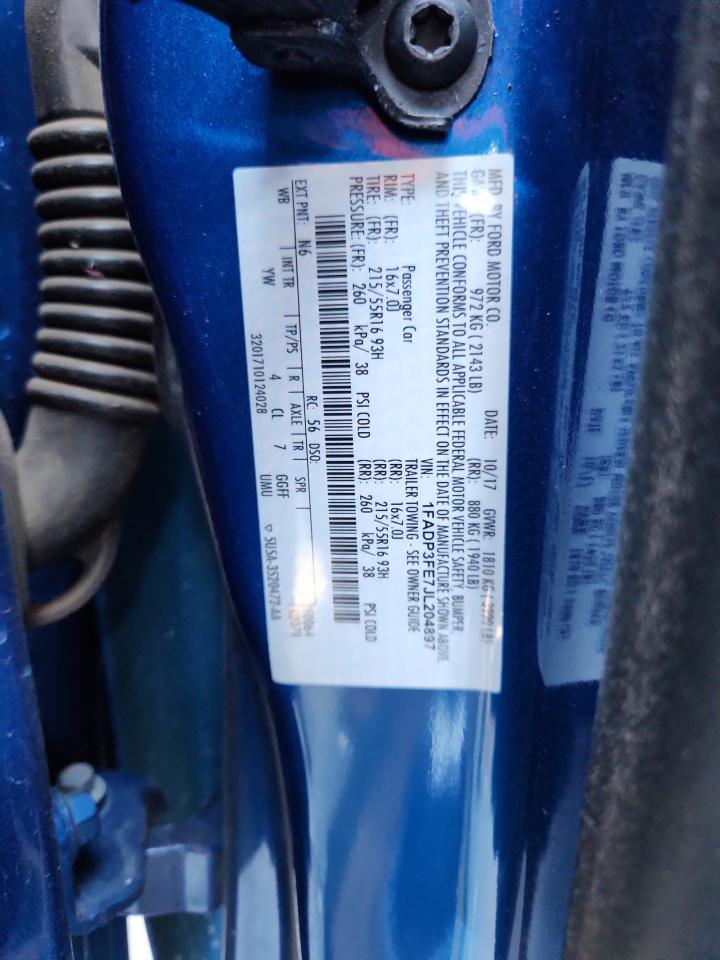 MFD. BY FORD MOTOR CO.
DATE: 10/17 GVWR: 1810 KG
(FR): 972 KG ( 2143 LB) (RR): 880 KG ( 1940 LB)
THIS VEHICLE CONFORMS TO ALL APPLICABLE FEDERAL MOTOR VEHICLE SAFETY, BUMPER,
AND THEFT PREVENTION STANDARDS IN EFFECT ON THE DATE OF MANUFACTURE SHOWN ABOVE.
VIN: 1FADP3FE7JL204897
TYPE: Passenger Car TRAILER TOWING - SEE OWNER GUIDE
RIM: (FR): 16x7.0J (RR): 16x7.0J
TIRE: (FR): 215/55R16 93H (RR): 215/55R16 93H
PRESSURE: (FR): 260 kPa/ 38 PSI COLD (RR): 260 kPa/ 38 PSI COLD
EXT PNT: N6 RC: 56 DSO:
WB INT TR TP/PS R AXLE TR SPR
YW 4 CL 7 GGFF
3201710124028 UMU ▽ 5U5A-3520472-AA